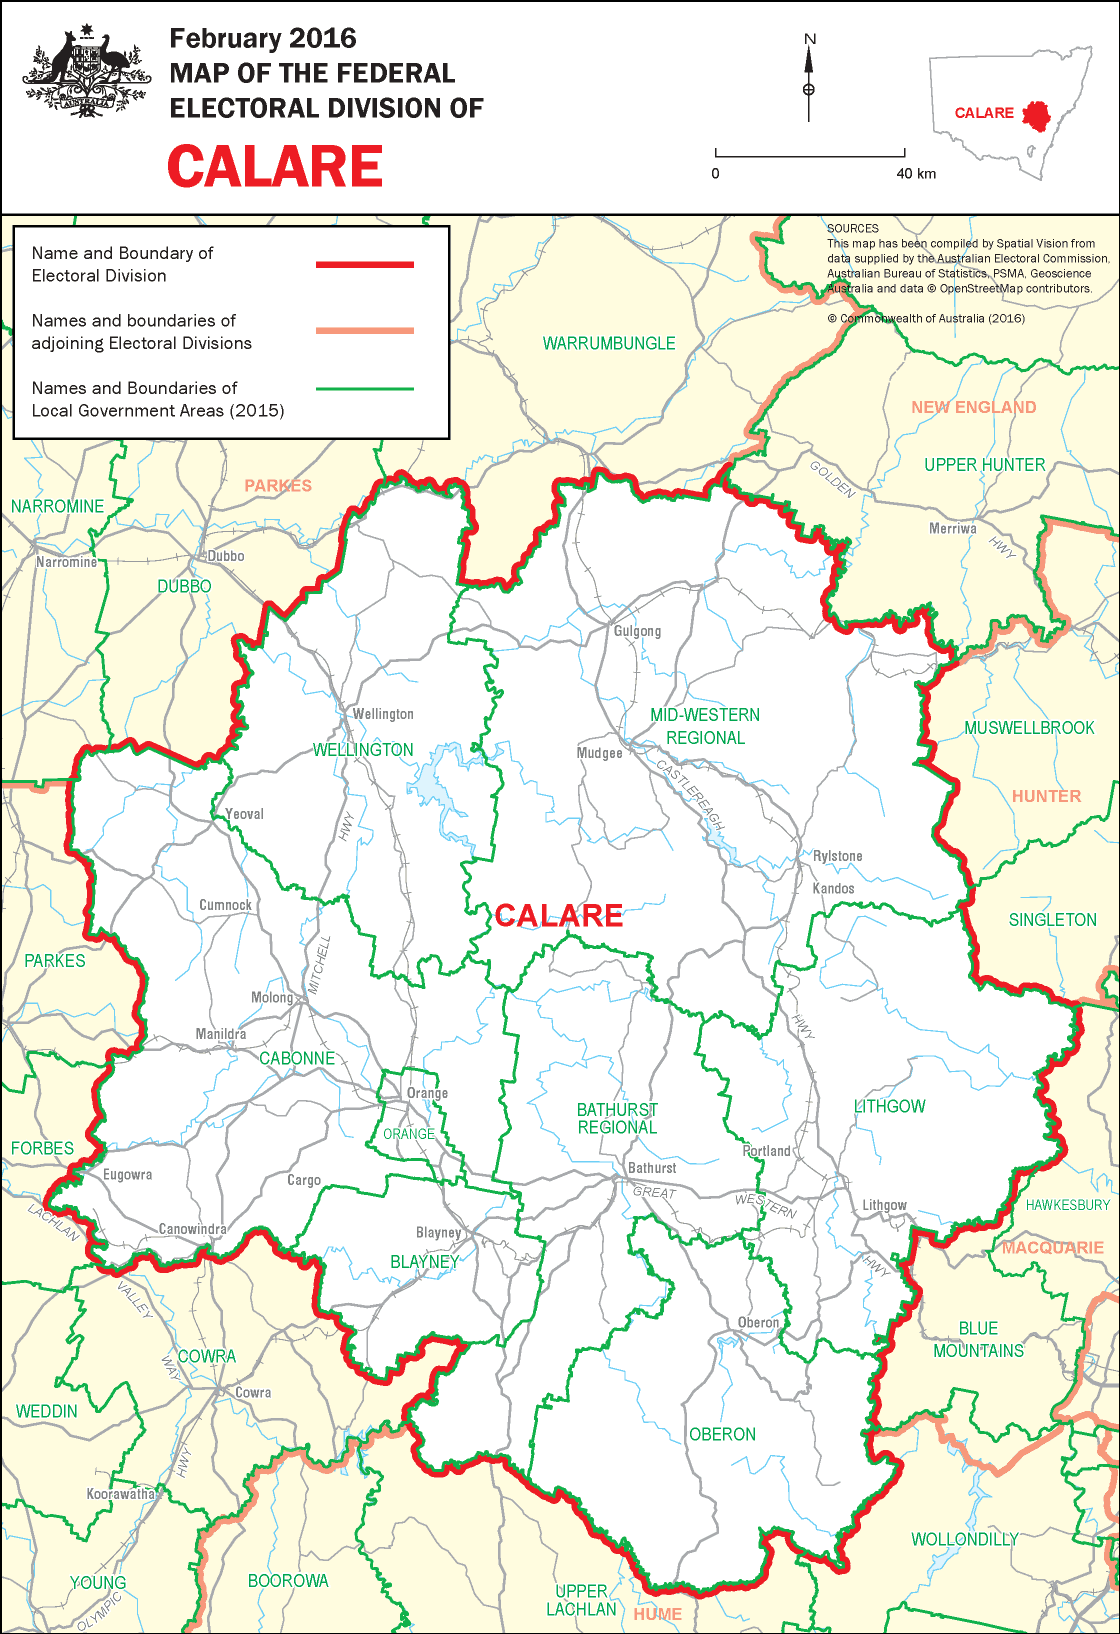 February 2016
MAP OF THE FEDERAL
ELECTORAL DIVISION OF
CALARE
AUSTRALIA
N
0 40 km
CALARE
Name and Boundary of
Electoral Division
Names and boundaries of
adjoining Electoral Divisions
Names and Boundaries of
Local Government Areas (2015)
SOURCES
This map has been compiled by Spatial Vision from
data supplied by the Australian Electoral Commission,
Australian Bureau of Statistics, PSMA, Geoscience
Australia and data © OpenStreetMap contributors.
© Commonwealth of Australia (2016)
WARRUMBUNGLE
NEW ENGLAND
UPPER HUNTER
GOLDEN
HWY
PARKES
NARROMINE
Merriwa
Narromine
Dubbo
DUBBO
Gulgong
Wellington
WELLINGTON
MID-WESTERN
REGIONAL
MUSWELLBROOK
Mudgee
CASTLEREAGH
HUNTER
Yeoval
HWY
Rylstone
Kandos
Cumnock
CALARE
SINGLETON
PARKES
MITCHELL
Molong
HWY
Manildra
CABONNE
Orange
BATHURST
REGIONAL
LITHGOW
ORANGE
FORBES
Portland
Eugowra
Cargo
Bathurst
GREAT
WESTERN
Lithgow
HAWKESBURY
LACHLAN
Canowindra
Blayney
MACQUARIE
BLAYNEY
HWY
VALLEY
Oberon
BLUE
MOUNTAINS
COWRA
WAY
Cowra
WEDDIN
OBERON
HWY
Koorawatha
WOLLONDILLY
YOUNG
BOOROWA
UPPER
LACHLAN
HUME
OLYMPIC